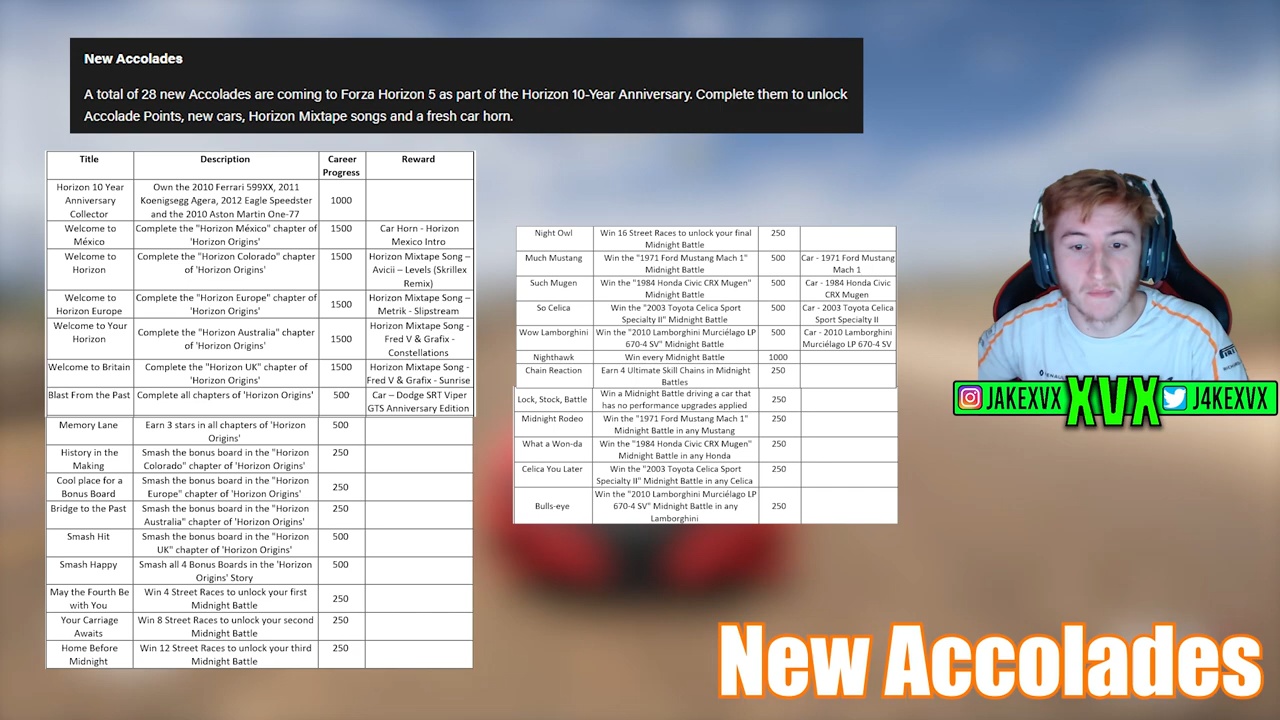 New Accolades
A total of 28 new Accolades are coming to Forza Horizon 5 as part of the Horizon 10-Year Anniversary. Complete them to unlock
Accolade Points, new cars, Horizon Mixtape songs and a fresh car horn.
Title Description Career Reward
Progress
Horizon 10 Year Own the 2010 Ferrari 599XX, 2011
Anniversary Koenigsegg Agera, 2012 Eagle Speedster 1000
Collector and the 2010 Aston Martin One-77
Welcome to Complete the "Horizon México" chapter of 1500 Car Horn - Horizon
México 'Horizon Origins' Mexico Intro
Welcome to Complete the "Horizon Colorado" chapter 1500 Horizon Mixtape Song –
Horizon of 'Horizon Origins' Avicii – Levels (Skrillex
Remix)
Welcome to Complete the "Horizon Europe" chapter of 1500 Horizon Mixtape Song –
Horizon Europe 'Horizon Origins' Metrik - Slipstream
Welcome to Your Complete the "Horizon Australia" chapter 1500 Horizon Mixtape Song -
Horizon of 'Horizon Origins' Fred V & Grafix -
Constellations
Welcome to Britain Complete the "Horizon UK" chapter of 1500 Horizon Mixtape Song -
'Horizon Origins' Fred V & Grafix - Sunrise
Blast From the Past Complete all chapters of 'Horizon Origins' 500 Car – Dodge SRT Viper
GTS Anniversary Edition
Memory Lane Earn 3 stars in all chapters of 'Horizon 500
Origins'
History in the Smash the bonus board in the "Horizon 250
Making Colorado" chapter of 'Horizon Origins'
Cool place for a Smash the bonus board in the "Horizon 250
Bonus Board Europe" chapter of 'Horizon Origins'
Bridge to the Past Smash the bonus board in the "Horizon 250
Australia" chapter of 'Horizon Origins'
Smash Hit Smash the bonus board in the "Horizon 500
UK" chapter of 'Horizon Origins'
Smash Happy Smash all 4 Bonus Boards in the 'Horizon 500
Origins' Story
May the Fourth Be Win 4 Street Races to unlock your first 250
with You Midnight Battle
Your Carriage Win 8 Street Races to unlock your second 250
Awaits Midnight Battle
Home Before Win 12 Street Races to unlock your third 250
Midnight Midnight Battle
Night Owl Win 16 Street Races to unlock your final 250
Midnight Battle
Much Mustang Win the "1971 Ford Mustang Mach 1" 500 Car - 1971 Ford Mustang
Midnight Battle Mach 1
Such Mugen Win the "1984 Honda Civic CRX Mugen" 500 Car - 1984 Honda Civic
Midnight Battle CRX Mugen
So Celica Win the "2003 Toyota Celica Sport 500 Car - 2003 Toyota Celica
Specialty II" Midnight Battle Sport Specialty II
Wow Lamborghini Win the "2010 Lamborghini Murciélago LP 500 Car - 2010 Lamborghini
670-4 SV" Midnight Battle Murciélago LP 670-4 SV
Nighthawk Win every Midnight Battle 1000
Chain Reaction Earn 4 Ultimate Skill Chains in Midnight 250
Battles
Lock, Stock, Battle Win a Midnight Battle driving a car that 250
has no performance upgrades applied
Midnight Rodeo Win the "1971 Ford Mustang Mach 1" 250
Midnight Battle in any Mustang
What a Won-da Win the "1984 Honda Civic CRX Mugen" 250
Midnight Battle in any Honda
Celica You Later Win the "2003 Toyota Celica Sport 250
Specialty II" Midnight Battle in any Celica
Bulls-eye Win the "2010 Lamborghini Murciélago LP 250
670-4 SV" Midnight Battle in any
Lamborghini
JAKEXVX XVX J4KEXVX
New Accolades